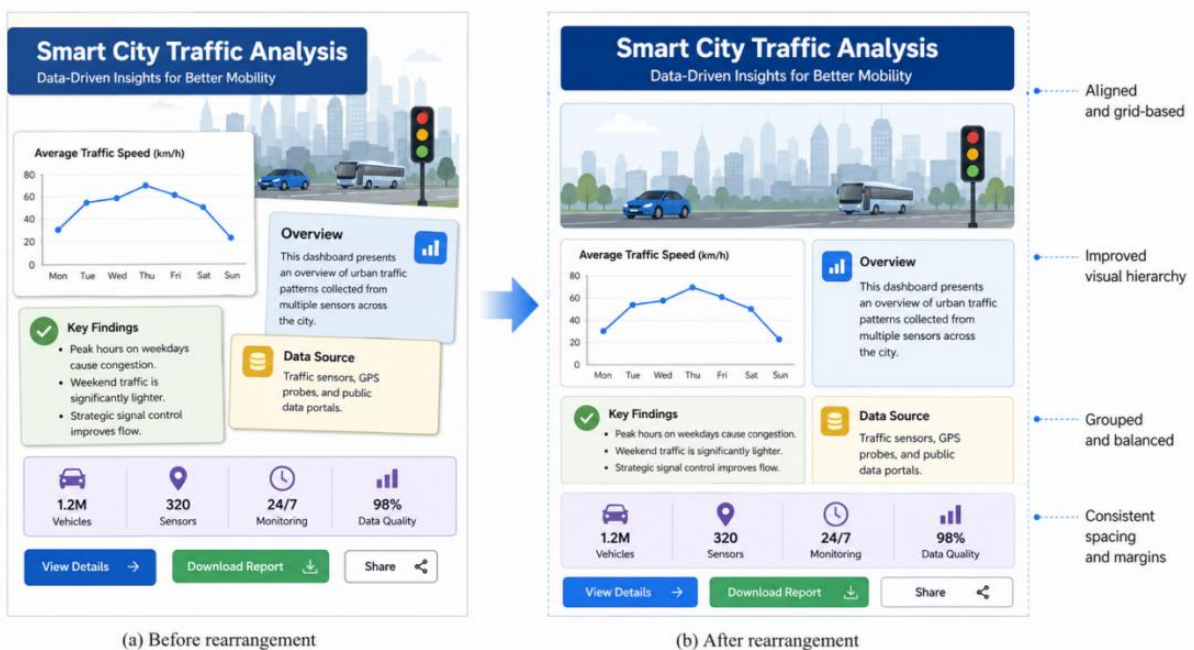 Smart City Traffic Analysis
Data-Driven Insights for Better Mobility
Average Traffic Speed (km/h)
80
60
40
20
0
Mon Tue Wed Thu Fri Sat Sun
Overview
This dashboard presents
an overview of urban traffic
patterns collected from
multiple sensors across
the city.
Key Findings
• Peak hours on weekdays
cause congestion.
• Weekend traffic is
significantly lighter.
• Strategic signal control
improves flow.
Data Source
Traffic sensors, GPS
probes, and public
data portals.
1.2M 320 24/7 98%
Vehicles Sensors Monitoring Data Quality
View Details → Download Report Share
(a) Before rearrangement
Smart City Traffic Analysis
Data-Driven Insights for Better Mobility
Average Traffic Speed (km/h)
80
60
40
20
0
Mon Tue Wed Thu Fri Sat Sun
Overview
This dashboard presents
an overview of urban traffic
patterns collected from
multiple sensors across
the city.
Key Findings
• Peak hours on weekdays cause congestion.
• Weekend traffic is significantly lighter.
• Strategic signal control improves flow.
Data Source
Traffic sensors, GPS
probes, and public
data portals.
1.2M 320 24/7 98%
Vehicles Sensors Monitoring Data Quality
View Details → Download Report Share
(b) After rearrangement
Aligned
and grid-based
Improved
visual hierarchy
Grouped
and balanced
Consistent
spacing
and margins